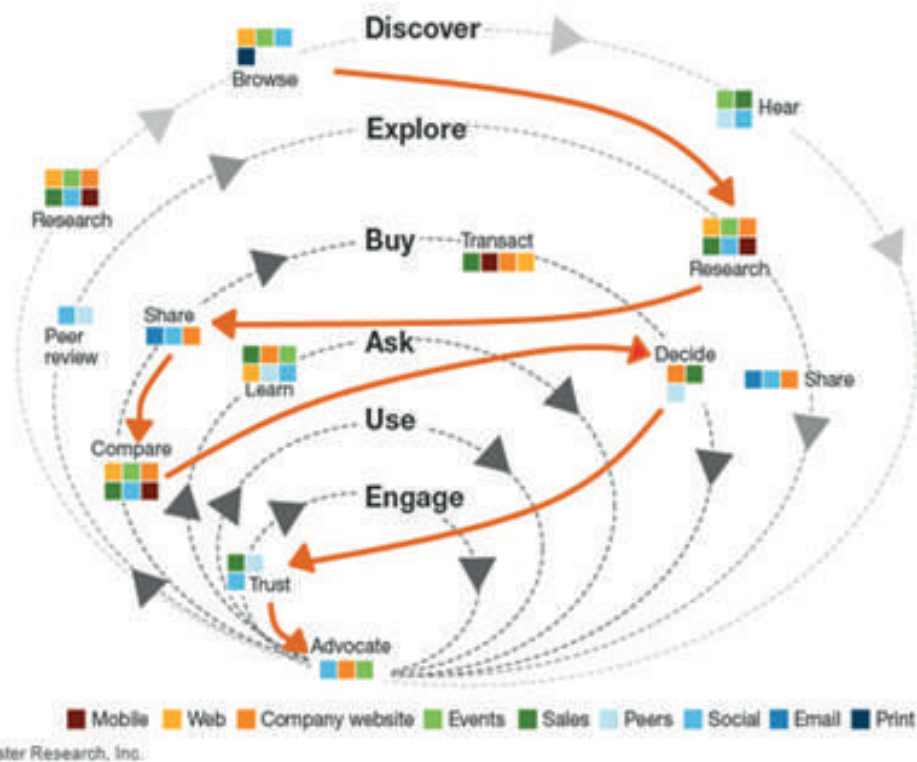 Discover
Browse
Hear
Explore
Research
Research
Buy
Transact
Share
Peer
review
Ask
Learn
Decide
Share
Use
Compare
Engage
Trust
Advocate
Mobile Web Company website Events Sales Peers Social Email Print
ster Research, Inc.